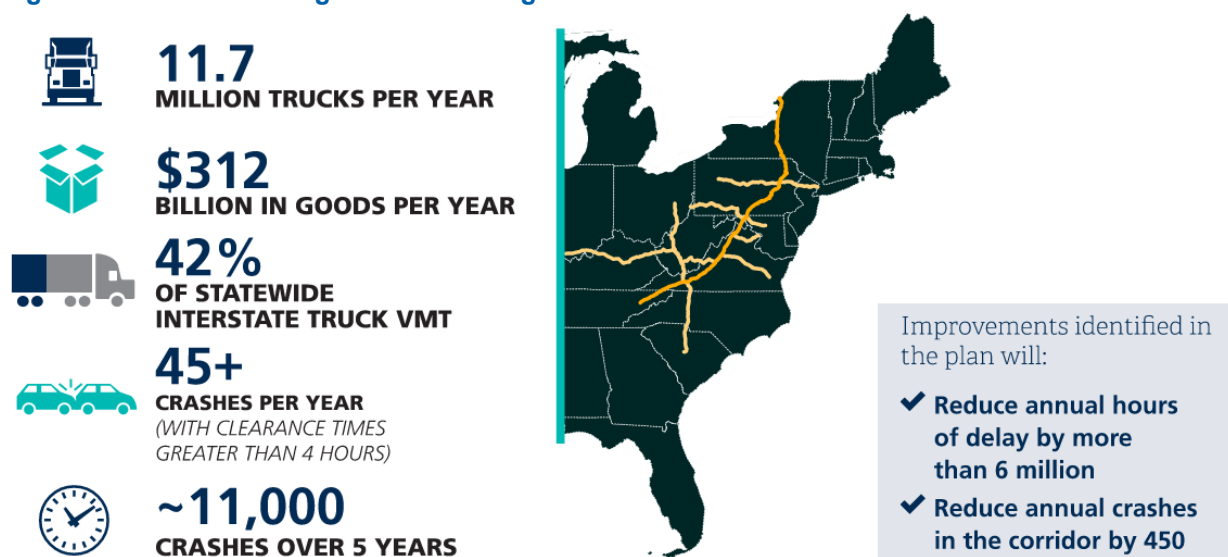 11.7
MILLION TRUCKS PER YEAR
$312
BILLION IN GOODS PER YEAR
42%
OF STATEWIDE
INTERSTATE TRUCK VMT
45+
CRASHES PER YEAR
(WITH CLEARANCE TIMES
GREATER THAN 4 HOURS)
~11,000
CRASHES OVER 5 YEARS
Improvements identified in
the plan will:
Reduce annual hours
of delay by more
than 6 million
Reduce annual crashes
in the corridor by 450